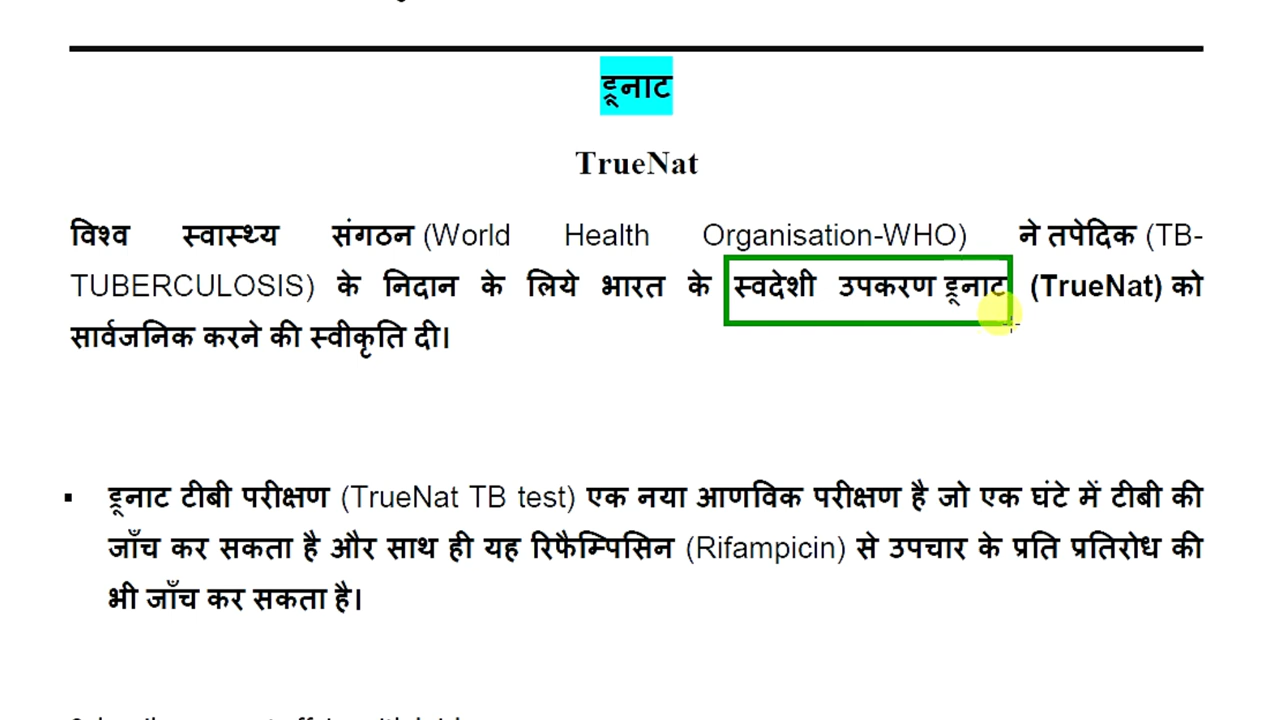 ड्रूनाट
TrueNat
विश्व स्वास्थ्य संगठन (World Health Organisation-WHO) ने तपेदिक (TB-
TUBERCULOSIS) के निदान के लिये भारत के स्वदेशी उपकरण ड्रूनाट (TrueNat) को
सार्वजनिक करने की स्वीकृति दी।
ड्रूनाट टीबी परीक्षण (TrueNat TB test) एक नया आणविक परीक्षण है जो एक घंटे में टीबी की
जाँच कर सकता है और साथ ही यह रिफैम्पिसिन (Rifampicin) से उपचार के प्रति प्रतिरोध की
भी जाँच कर सकता है।